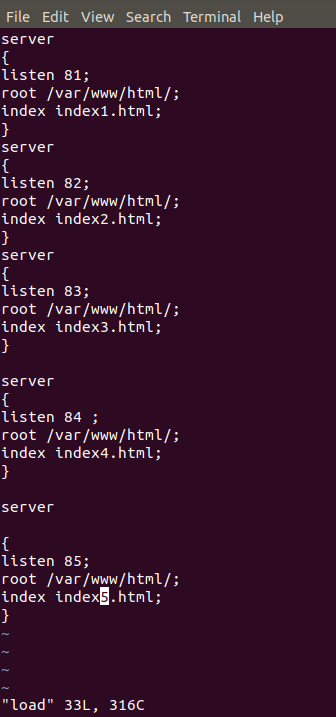 File Edit View Search Terminal Help
server
{
listen 81;
root /var/www/html/;
index index1.html;
}
server
{
listen 82;
root /var/www/html/;
index index2.html;
}
server
{
listen 83;
root /var/www/html/;
index index3.html;
}
server
{
listen 84 ;
root /var/www/html/;
index index4.html;
}
server
{
listen 85;
root /var/www/html/;
index index5.html;
}
~
~
~
~
"load" 33L, 316C